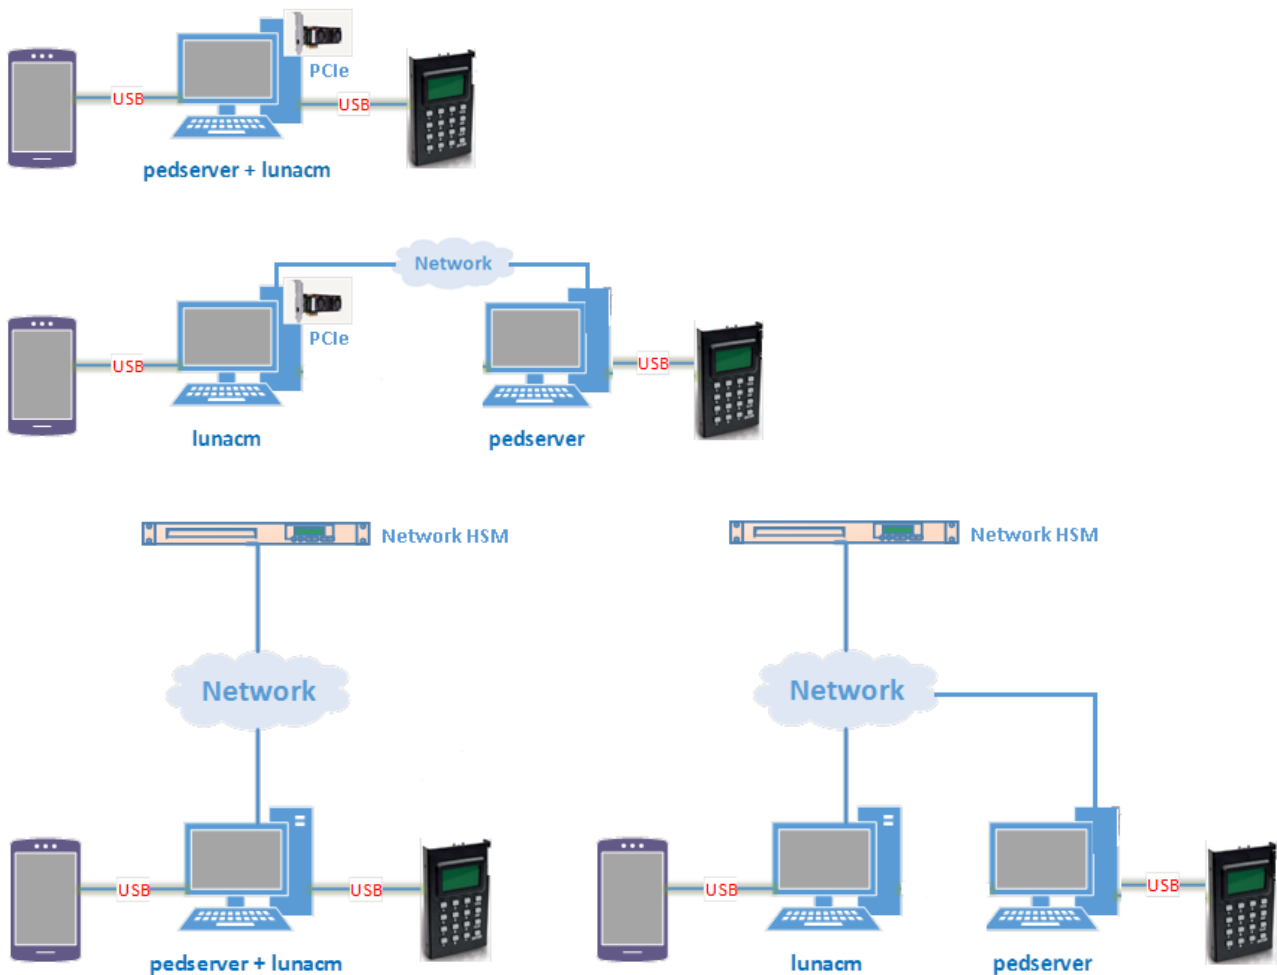 PCIe
USB
USB
pedserver + lunacm
Network
PCIe
USB
USB
lunacm
pedserver
Network HSM
Network HSM
Network
Network
USB
USB
USB
USB
pedserver + lunacm
lunacm
pedserver